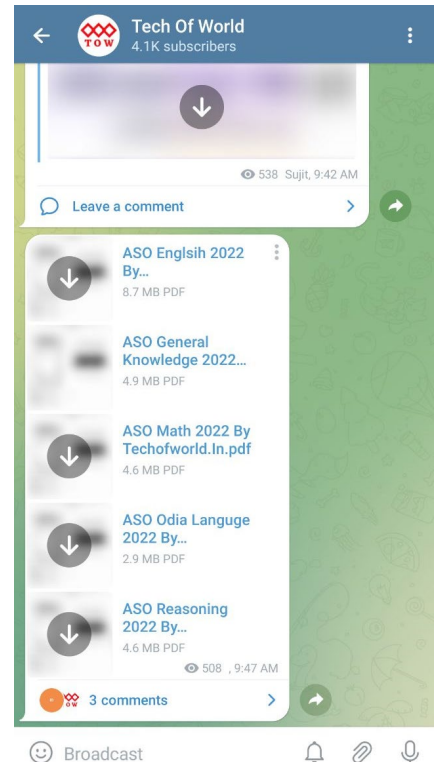 Tech Of World
4.1K subscribers
TOW
538 Sujit, 9:42 AM
Leave a comment
ASO Englsih 2022
By...
8.7 MB PDF
ASO General
Knowledge 2022...
4.9 MB PDF
ASO Math 2022 By
Techofworld.In.pdf
4.6 MB PDF
ASO Odia Languge
2022 By...
2.9 MB PDF
ASO Reasoning
2022 By...
4.6 MB PDF
508 , 9:47 AM
3 comments
Broadcast